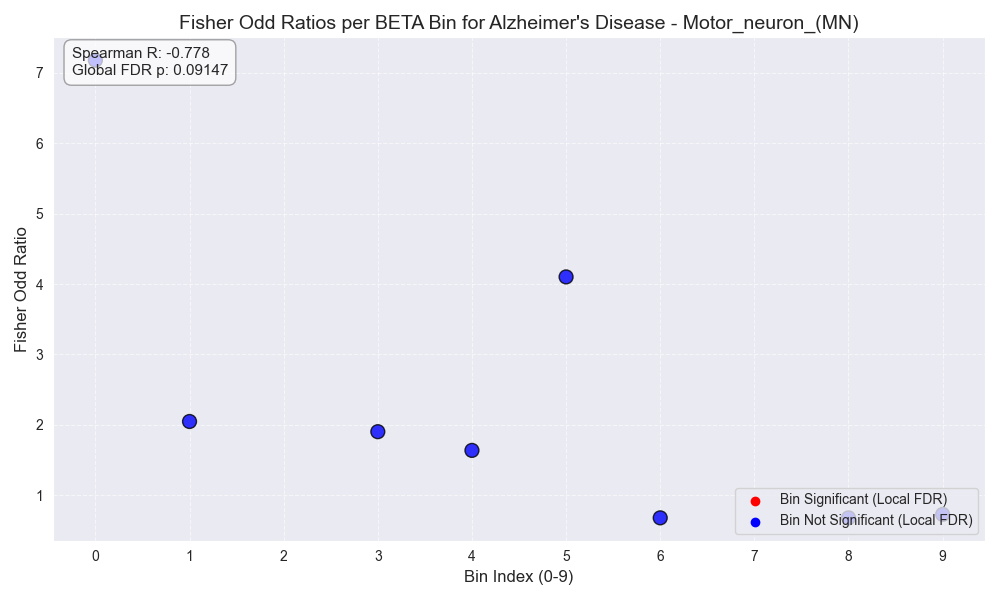 Fisher Odd Ratios per BETA Bin for Alzheimer's Disease - Motor_neuron_(MN)
Spearman R: -0.778
Global FDR p: 0.09147
Fisher Odd Ratio
7
6
5
4
3
2
1
Bin Significant (Local FDR)
Bin Not Significant (Local FDR)
0 1 2 3 4 5 6 7 8 9
Bin Index (0-9)